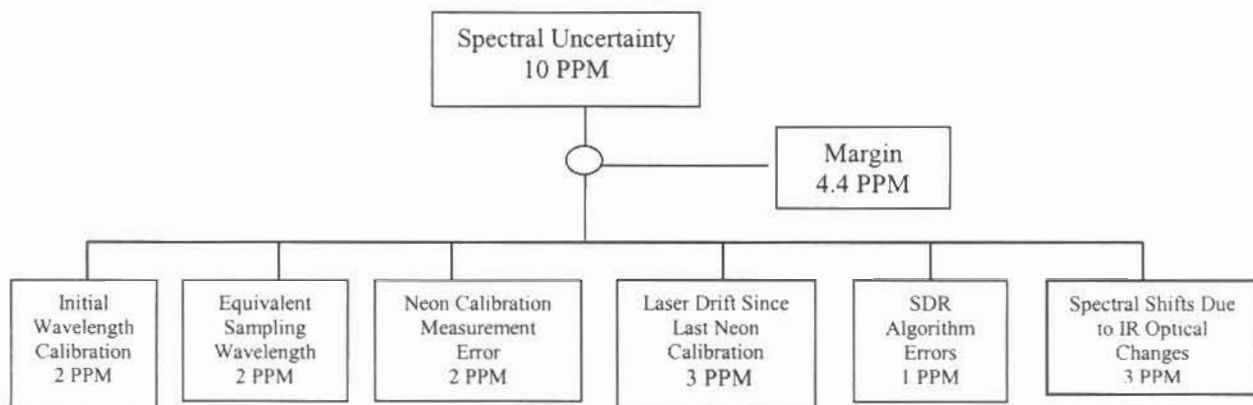 Spectral Uncertainty
10 PPM
Margin
4.4 PPM
Initial
Wavelength
Calibration
2 PPM
Equivalent
Sampling
Wavelength
2 PPM
Neon Calibration
Measurement
Error
2 PPM
Laser Drift Since
Last Neon
Calibration
3 PPM
SDR
Algorithm
Errors
1 PPM
Spectral Shifts Due
to IR Optical
Changes
3 PPM